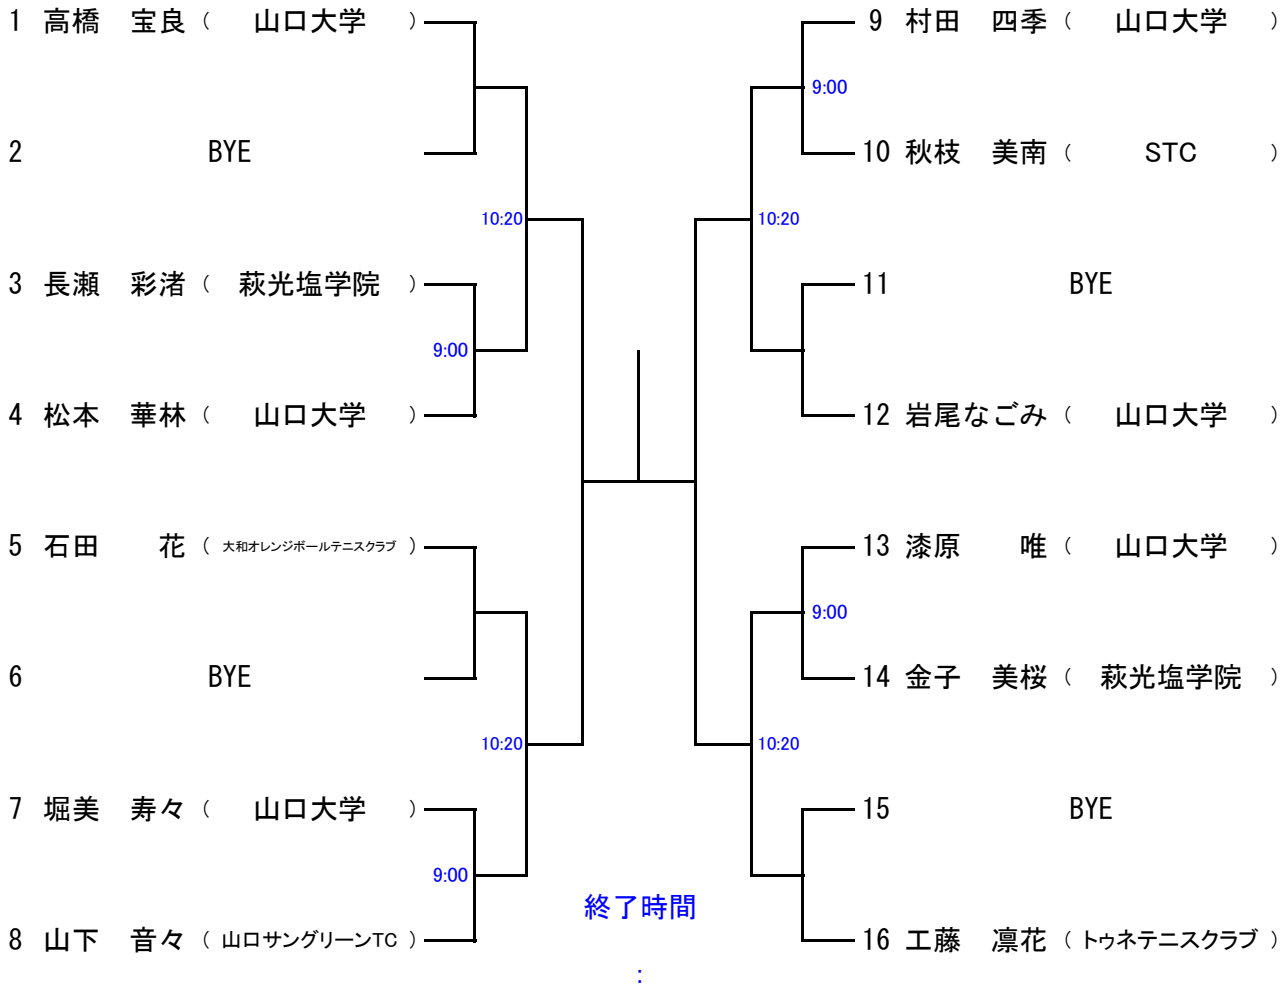 1 高橋　宝良（　山口大学　）
2 BYE
10:20
3 長瀬　彩渚（　萩光塩学院　）
9:00
4 松本　華林（　山口大学　）
5 石田　　花（ 大和オレンジボールテニスクラブ ）
6 BYE
10:20
7 堀美　寿々（　山口大学　）
9:00
8 山下　音々（ 山口サングリーンTC ）
9 村田　四季（　山口大学　）
9:00
10 秋枝　美南（　STC　）
10:20
11 BYE
12 岩尾なごみ（　山口大学　）
13 漆原　　唯（　山口大学　）
9:00
14 金子　美桜（　萩光塩学院　）
10:20
15 BYE
16 工藤　凛花（ トゥネテニスクラブ ）
終了時間
: